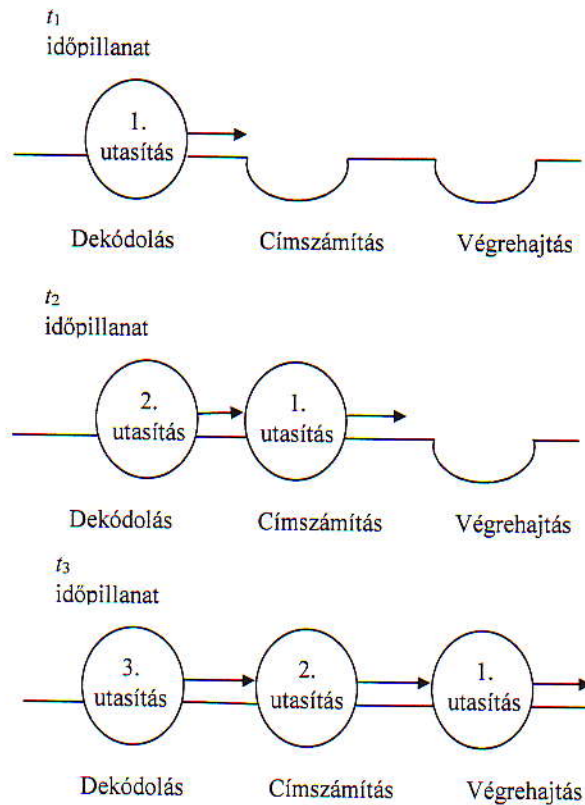 t1
időpillanat
1.
utasítás
Dekódolás Címszámítás Végrehajtás
t2
időpillanat
2. 1.
utasítás utasítás
Dekódolás Címszámítás Végrehajtás
t3
időpillanat
3. 2. 1.
utasítás utasítás utasítás
Dekódolás Címszámítás Végrehajtás